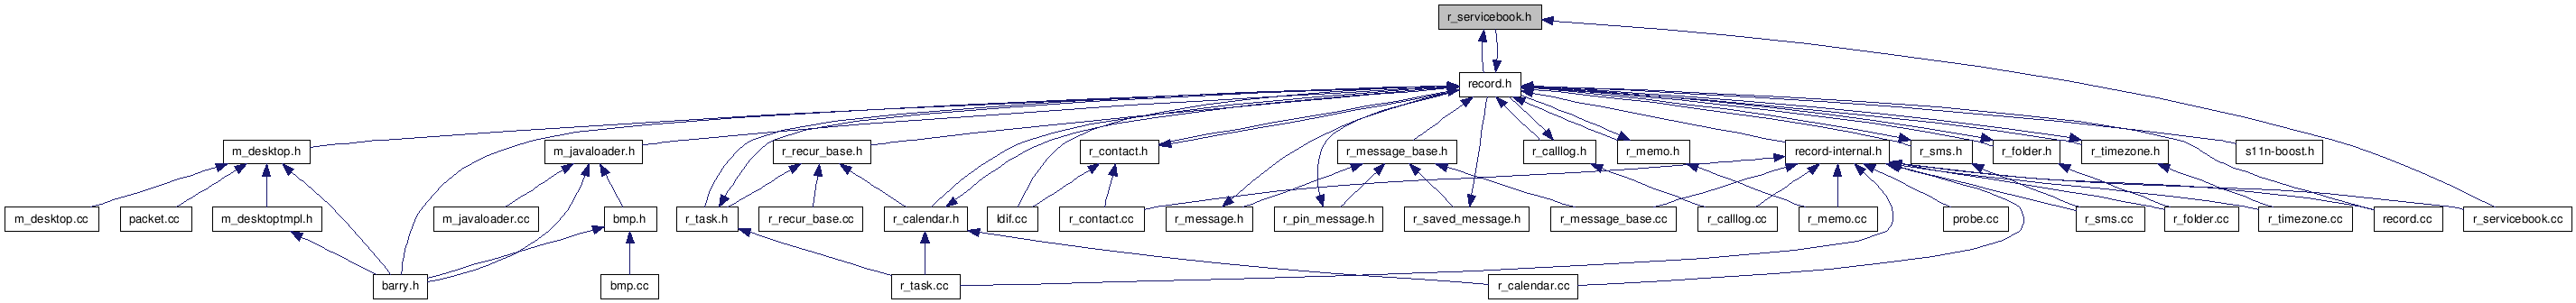 r_servicebook.h
record.h
m_desktop.h
m_javaloader.h
r_recur_base.h
r_contact.h
r_message_base.h
r_calllog.h
r_memo.h
record-internal.h
r_sms.h
r_folder.h
r_timezone.h
s11n-boost.h
m_desktop.cc
packet.cc
m_desktoptmpl.h
m_javaloader.cc
bmp.h
r_task.h
r_recur_base.cc
r_calendar.h
ldif.cc
r_contact.cc
r_message.h
r_pin_message.h
r_saved_message.h
r_message_base.cc
r_calllog.cc
r_memo.cc
probe.cc
r_sms.cc
r_folder.cc
r_timezone.cc
record.cc
r_servicebook.cc
barry.h
bmp.cc
r_task.cc
r_calendar.cc